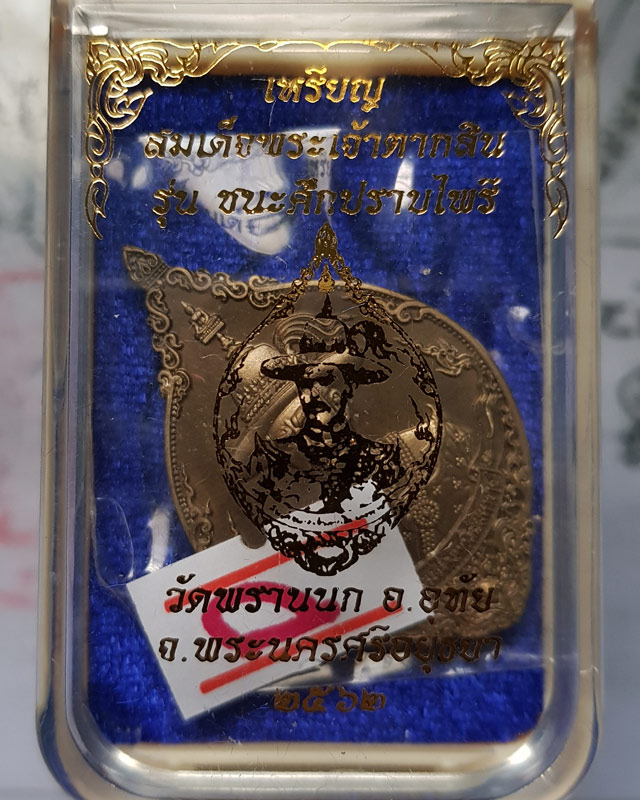 เหรียญ
สมเด็จพระเจ้าตากสิน
รุ่น ชนะศึกปราบไพรี
วัดพรานนก อ.อุทัย
จ.พระนครศรีอยุธยา
๒๕๖๒